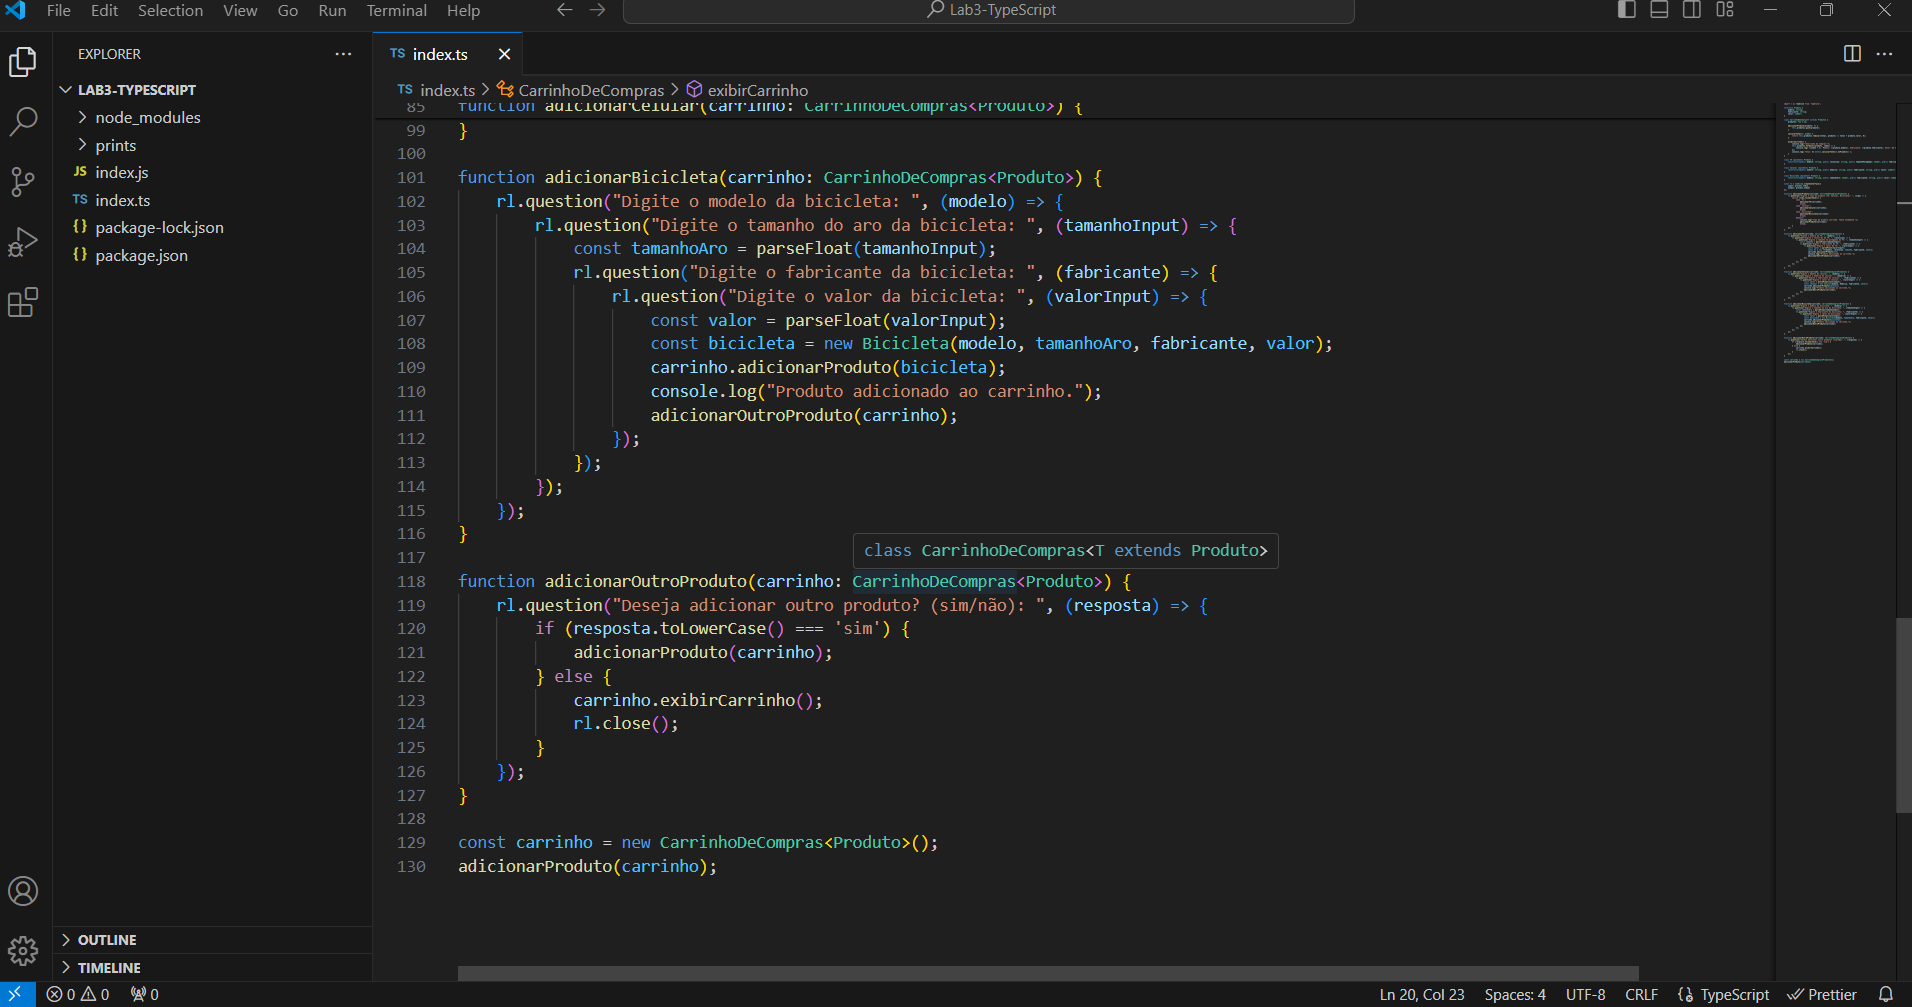 File Edit Selection View Go Run Terminal Help
Lab3-TypeScript
EXPLORER
LAB3-TYPESCRIPT
node_modules
prints
JS index.js
TS index.ts
{} package-lock.json
{} package.json
OUTLINE
TIMELINE
TS index.ts
TS index.ts > CarrinhoDeCompras > exibirCarrinho
85 function adicionarCelular(carrinho: CarrinhoDeCompras<Produto>) {
99 }
100
101 function adicionarBicicleta(carrinho: CarrinhoDeCompras<Produto>) {
102 rl.question("Digite o modelo da bicicleta: ", (modelo) => {
103 rl.question("Digite o tamanho do aro da bicicleta: ", (tamanhoInput) => {
104 const tamanhoAro = parseFloat(tamanhoInput);
105 rl.question("Digite o fabricante da bicicleta: ", (fabricante) => {
106 rl.question("Digite o valor da bicicleta: ", (valorInput) => {
107 const valor = parseFloat(valorInput);
108 const bicicleta = new Bicicleta(modelo, tamanhoAro, fabricante, valor);
109 carrinho.adicionarProduto(bicicleta);
110 console.log("Produto adicionado ao carrinho.");
111 adicionarOutroProduto(carrinho);
112 });
113 });
114 });
115 });
116 }
117
class CarrinhoDeCompras<T extends Produto>
118 function adicionarOutroProduto(carrinho: CarrinhoDeCompras<Produto>) {
119 rl.question("Deseja adicionar outro produto? (sim/não): ", (resposta) => {
120 if (resposta.toLowerCase() === 'sim') {
121 adicionarProduto(carrinho);
122 } else {
123 carrinho.exibirCarrinho();
124 rl.close();
125 }
126 });
127 }
128
129 const carrinho = new CarrinhoDeCompras<Produto>();
130 adicionarProduto(carrinho);
0 0 0
Ln 20, Col 23 Spaces: 4 UTF-8 CRLF {} TypeScript Prettier